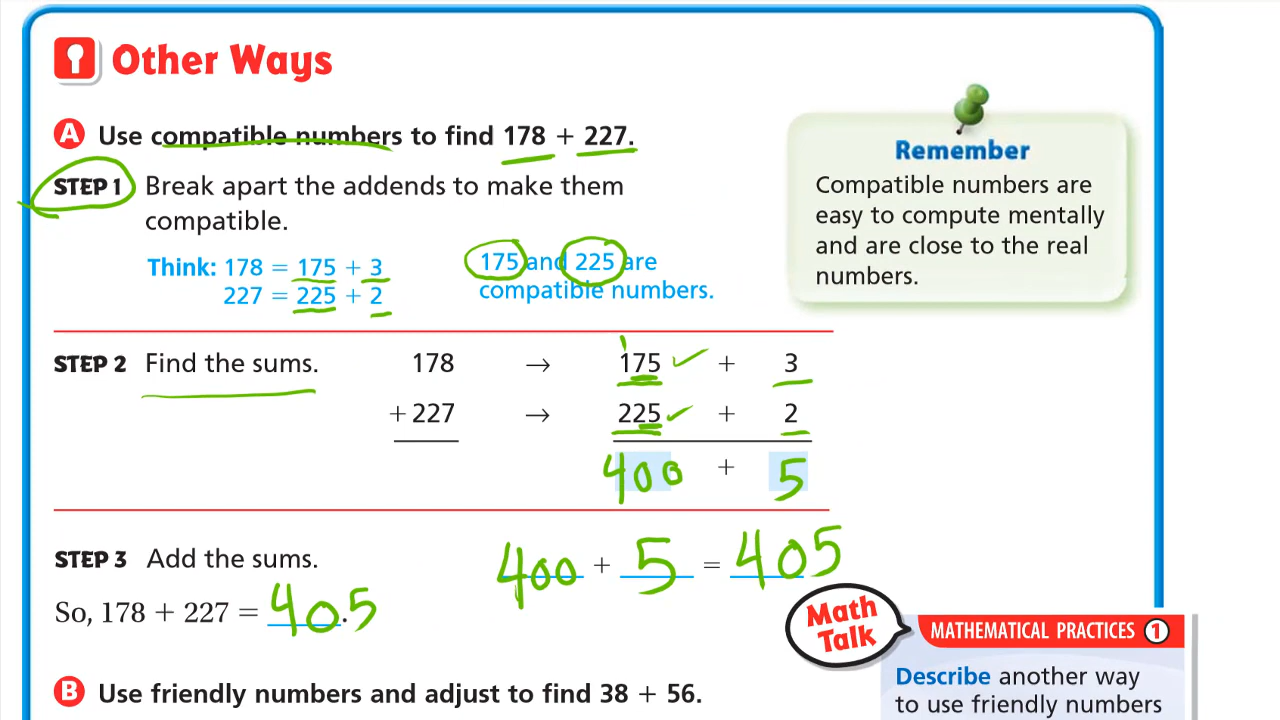 Other Ways
A Use compatible numbers to find 178 + 227.
STEP 1 Break apart the addends to make them
compatible.
Think: 178 = 175 + 3
227 = 225 + 2
175 and 225 are
compatible numbers.
Remember
Compatible numbers are
easy to compute mentally
and are close to the real
numbers.
STEP 2 Find the sums. 178 → 175 + 3
+ 227 → 225 + 2
400 + 5
STEP 3 Add the sums. 400 + 5 = 405
So, 178 + 227 = 405.
Math
Talk
MATHEMATICAL PRACTICES 1
Describe another way
to use friendly numbers
B Use friendly numbers and adjust to find 38 + 56.